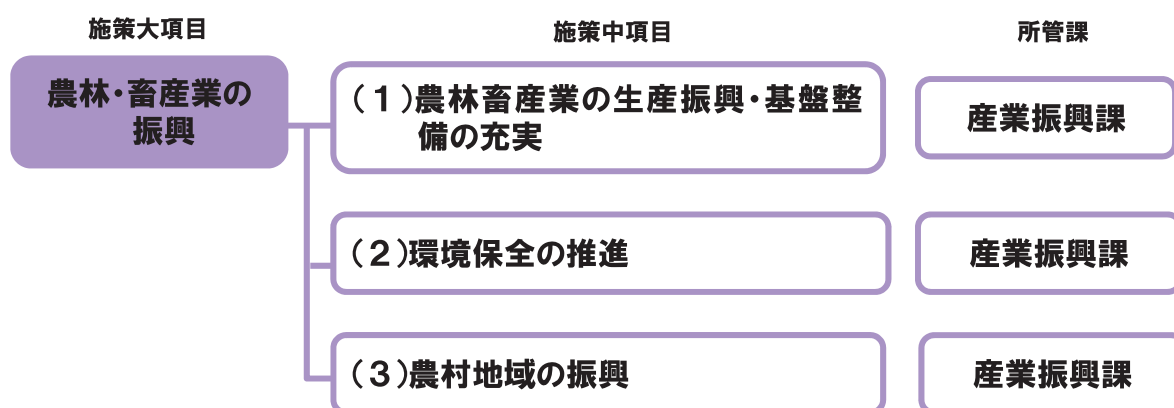 施策大項目
施策中項目
所管課
農林・畜産業の
振興
（1）農林畜産業の生産振興・基盤整
備の充実
産業振興課
（2）環境保全の推進
産業振興課
（3）農村地域の振興
産業振興課